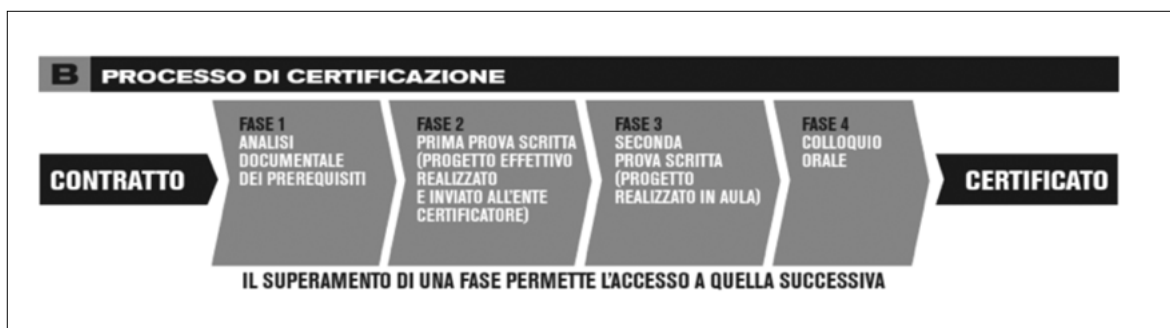 B PROCESSO DI CERTIFICAZIONE
CONTRATTO
FASE 1
ANALISI
DOCUMENTALE
DEI PREREQUISITI
FASE 2
PRIMA PROVA SCRITTA
(PROGETTO EFFETTIVO
REALIZZATO
E INVIATO ALL'ENTE
CERTIFICATORE)
FASE 3
SECONDA
PROVA SCRITTA
(PROGETTO
REALIZZATO IN AULA)
FASE 4
COLLOQUIO
ORALE
CERTIFICATO
IL SUPERAMENTO DI UNA FASE PERMETTE L'ACCESSO A QUELLA SUCCESSIVA